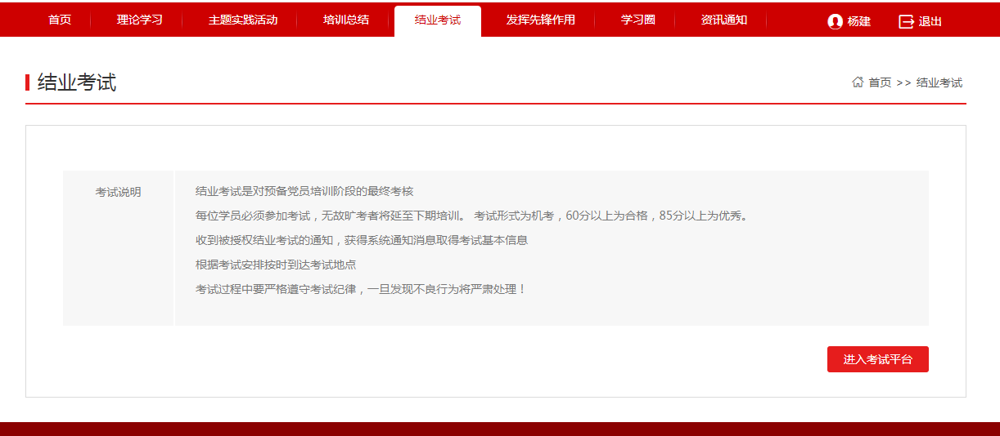 首页 理论学习 主题实践活动 培训总结 结业考试 发挥先锋作用 学习圈 资讯通知 杨建 退出
结业考试
首页 >> 结业考试
考试说明
结业考试是对预备党员培训阶段的最终考核
每位学员必须参加考试，无故旷考者将延至下期培训。 考试形式为机考，60分以上为合格，85分以上为优秀。
收到被授权结业考试的通知，获得系统通知消息取得考试基本信息
根据考试安排按时到达考试地点
考试过程中要严格遵守考试纪律，一旦发现不良行为将严肃处理！
进入考试平台